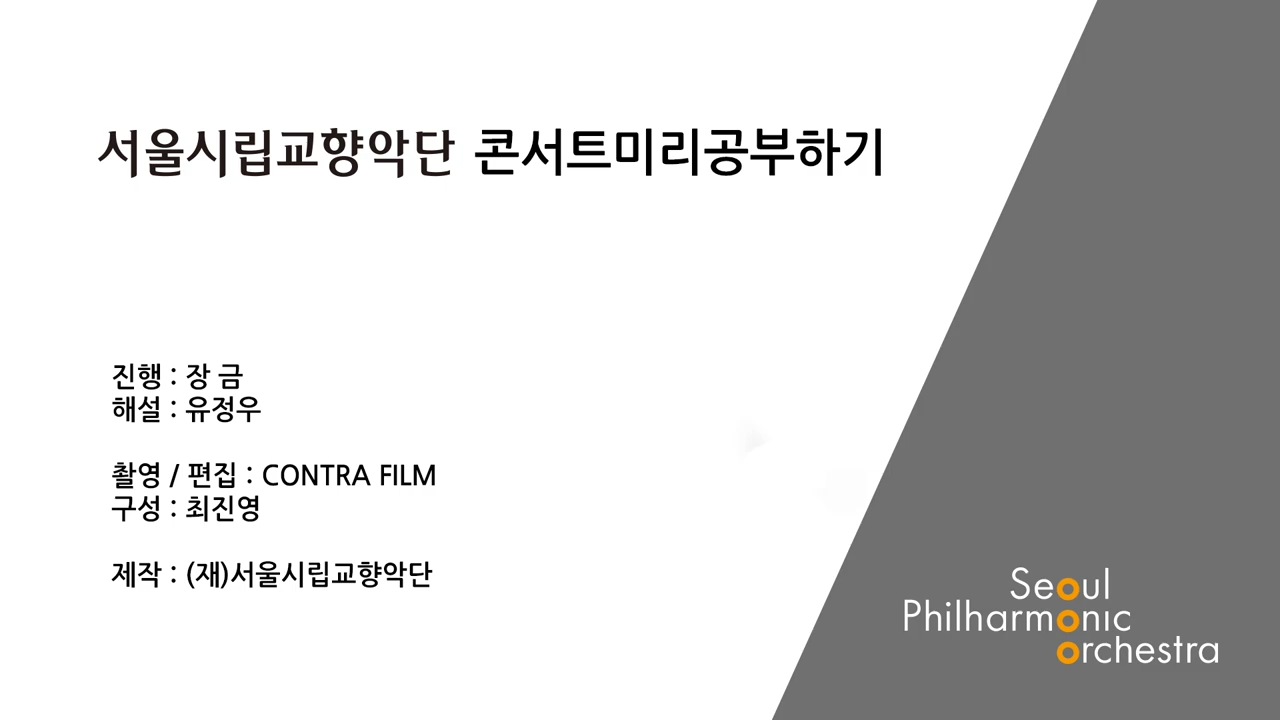 서울시립교향악단 콘서트미리공부하기
진행 : 장 금
해설 : 유정우
촬영 / 편집 : CONTRA FILM
구성 : 최진영
제작 : (재)서울시립교향악단
Seoul
Philharmonic
orchestra